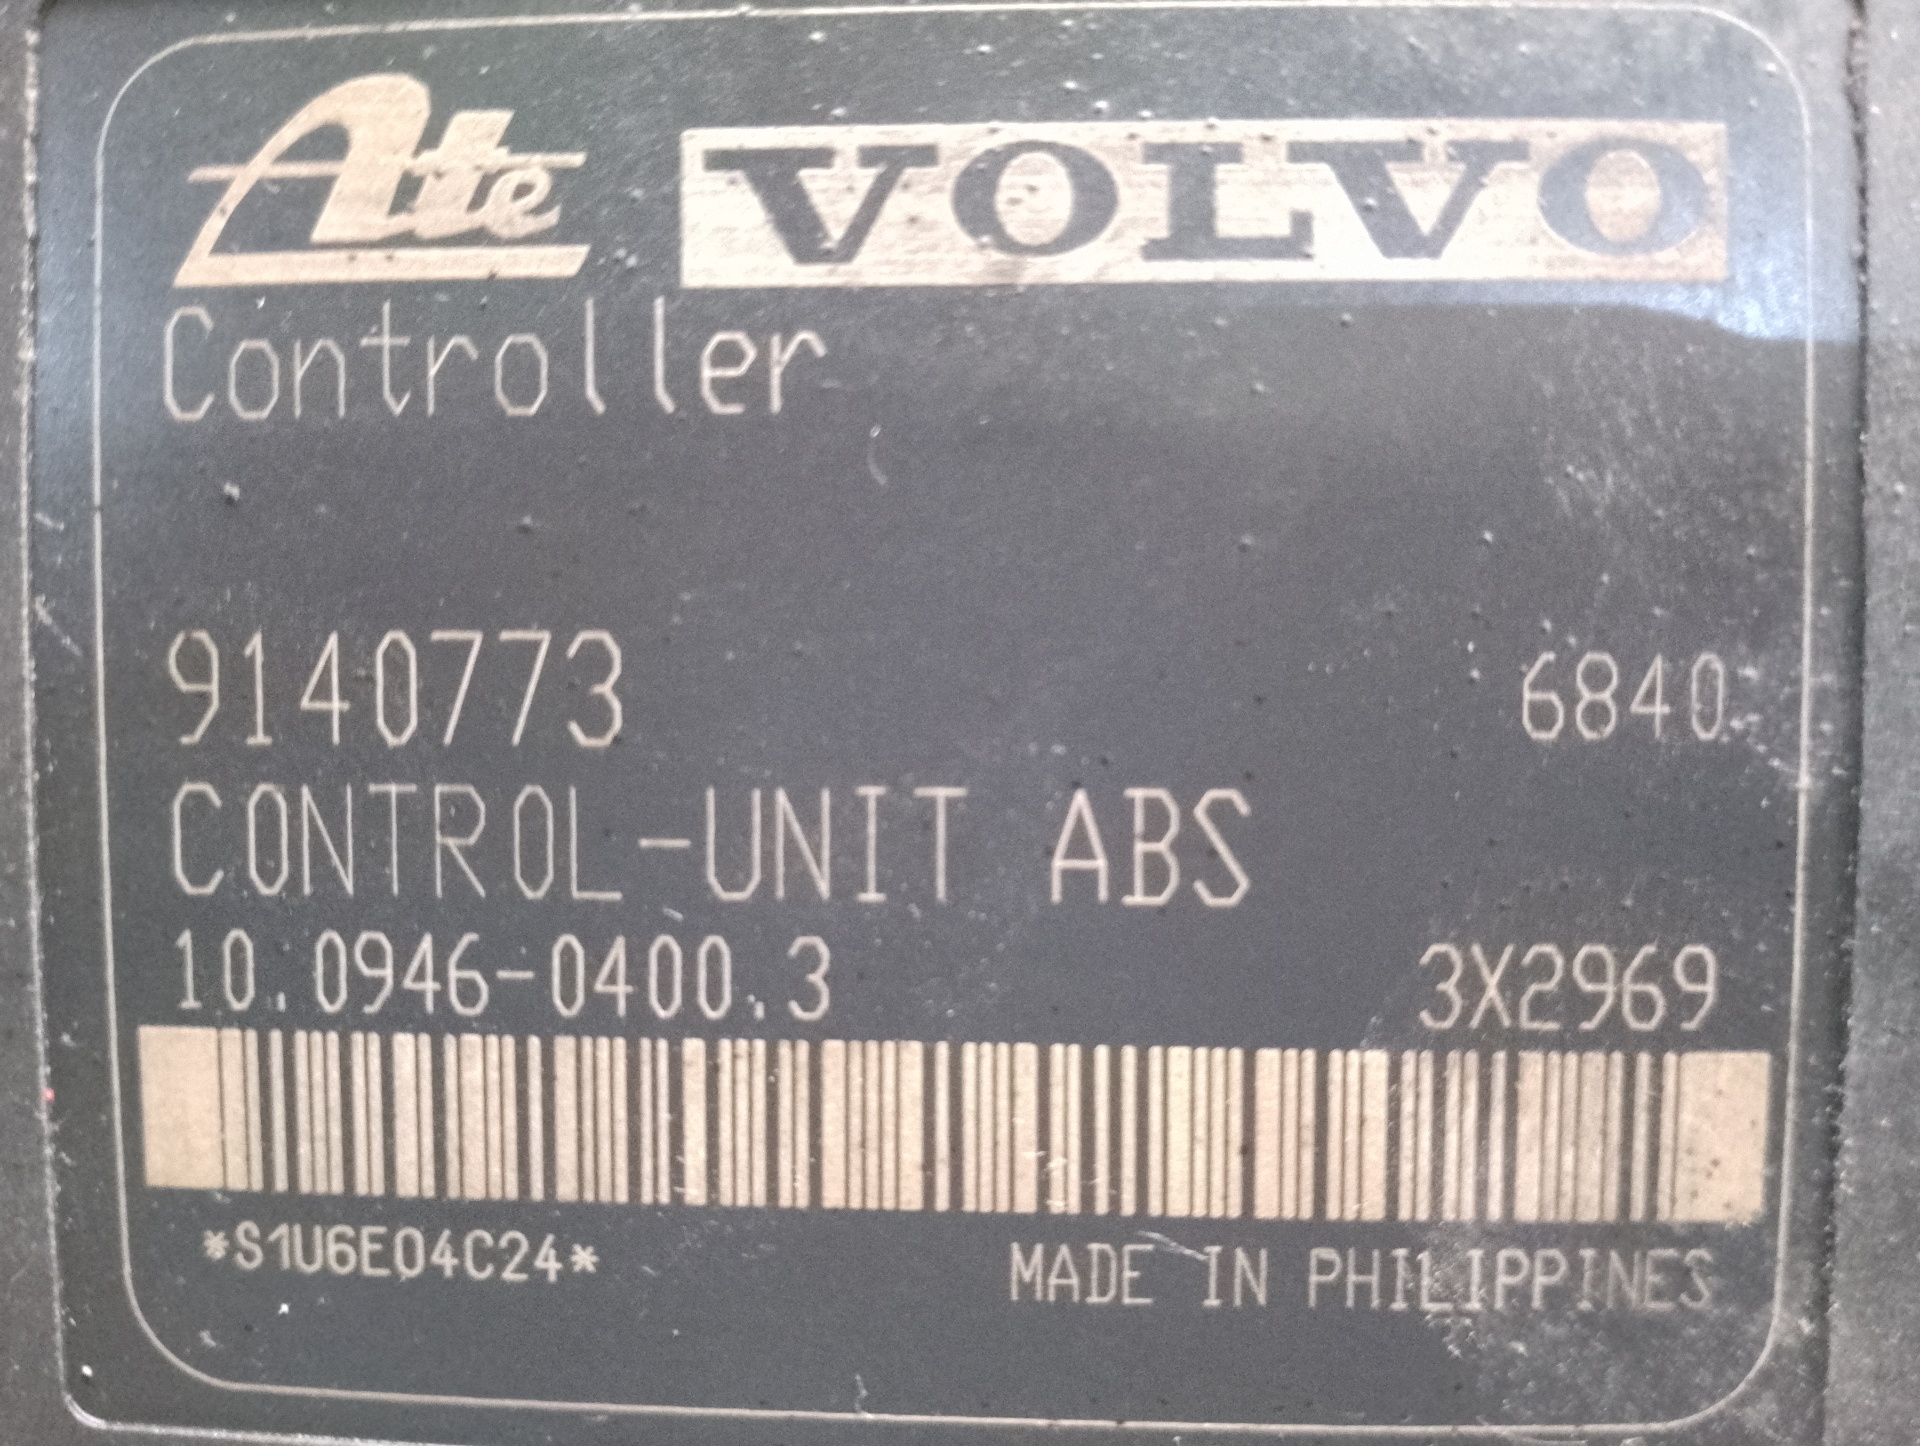 Ate VOLVO
Controller
9140773 6840
CONTROL-UNIT ABS
10.0946-0400.3 3X2969
*S1U6E04C24* MADE IN PHILIPPINES